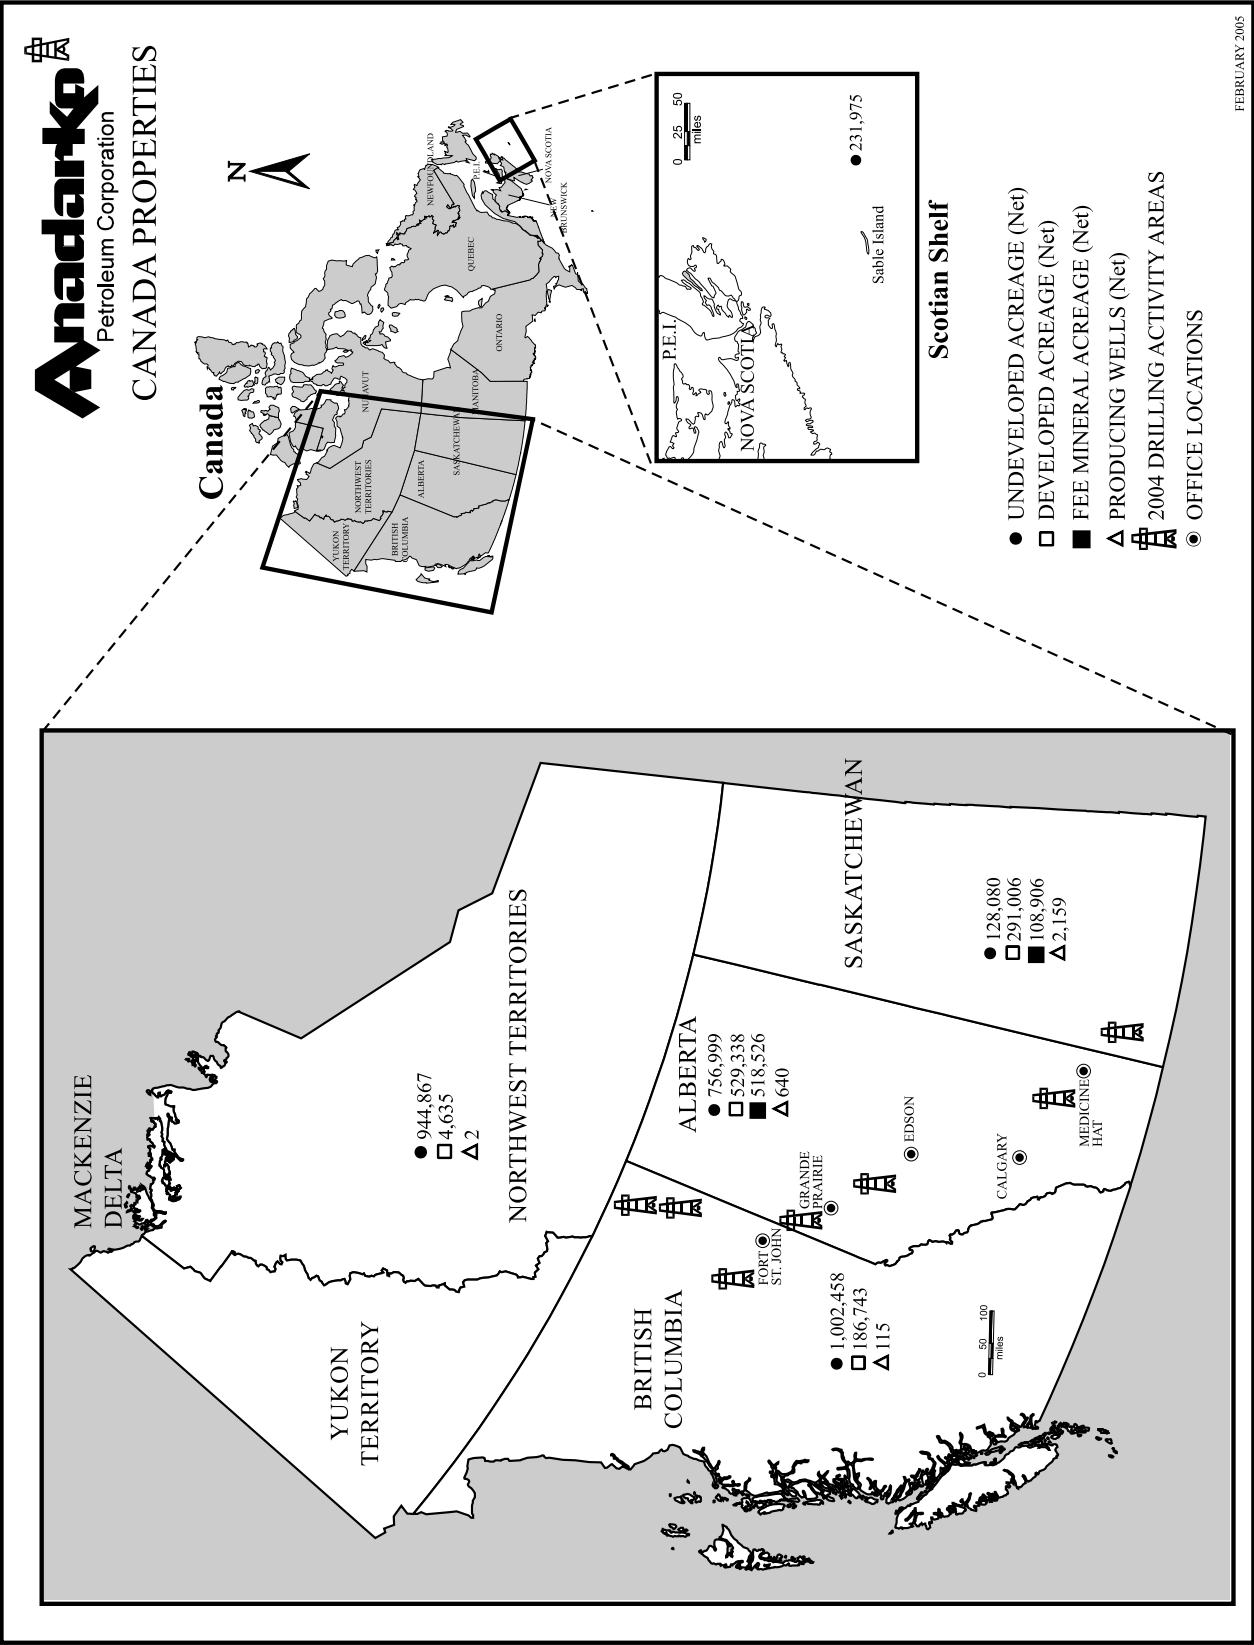 Anadarko
Petroleum Corporation
CANADA PROPERTIES
N
Canada
YUKON
TERRITORY
NORTHWEST
TERRITORIES
NUNAVUT
BRITISH
COLUMBIA
ALBERTA
SASKATCHEWAN
MANITOBA
ONTARIO
QUEBEC
NEWFOUNDLAND
P.E.I.
NOVA SCOTIA
NEW
BRUNSWICK
MACKENZIE
DELTA
YUKON
TERRITORY
944,867
4,635
2
NORTHWEST TERRITORIES
BRITISH
COLUMBIA
1,002,458
186,743
115
FORT
ST. JOHN
ALBERTA
756,999
529,338
518,526
640
GRANDE
PRAIRIE
EDSON
CALGARY
MEDICINE
HAT
SASKATCHEWAN
128,080
291,006
108,906
2,159
0 50 100
miles
P.E.I.
NOVA SCOTIA
0 25 50
miles
231,975
Sable Island
Scotian Shelf
UNDEVELOPED ACREAGE (Net)
DEVELOPED ACREAGE (Net)
FEE MINERAL ACREAGE (Net)
PRODUCING WELLS (Net)
2004 DRILLING ACTIVITY AREAS
OFFICE LOCATIONS
FEBRUARY 2005